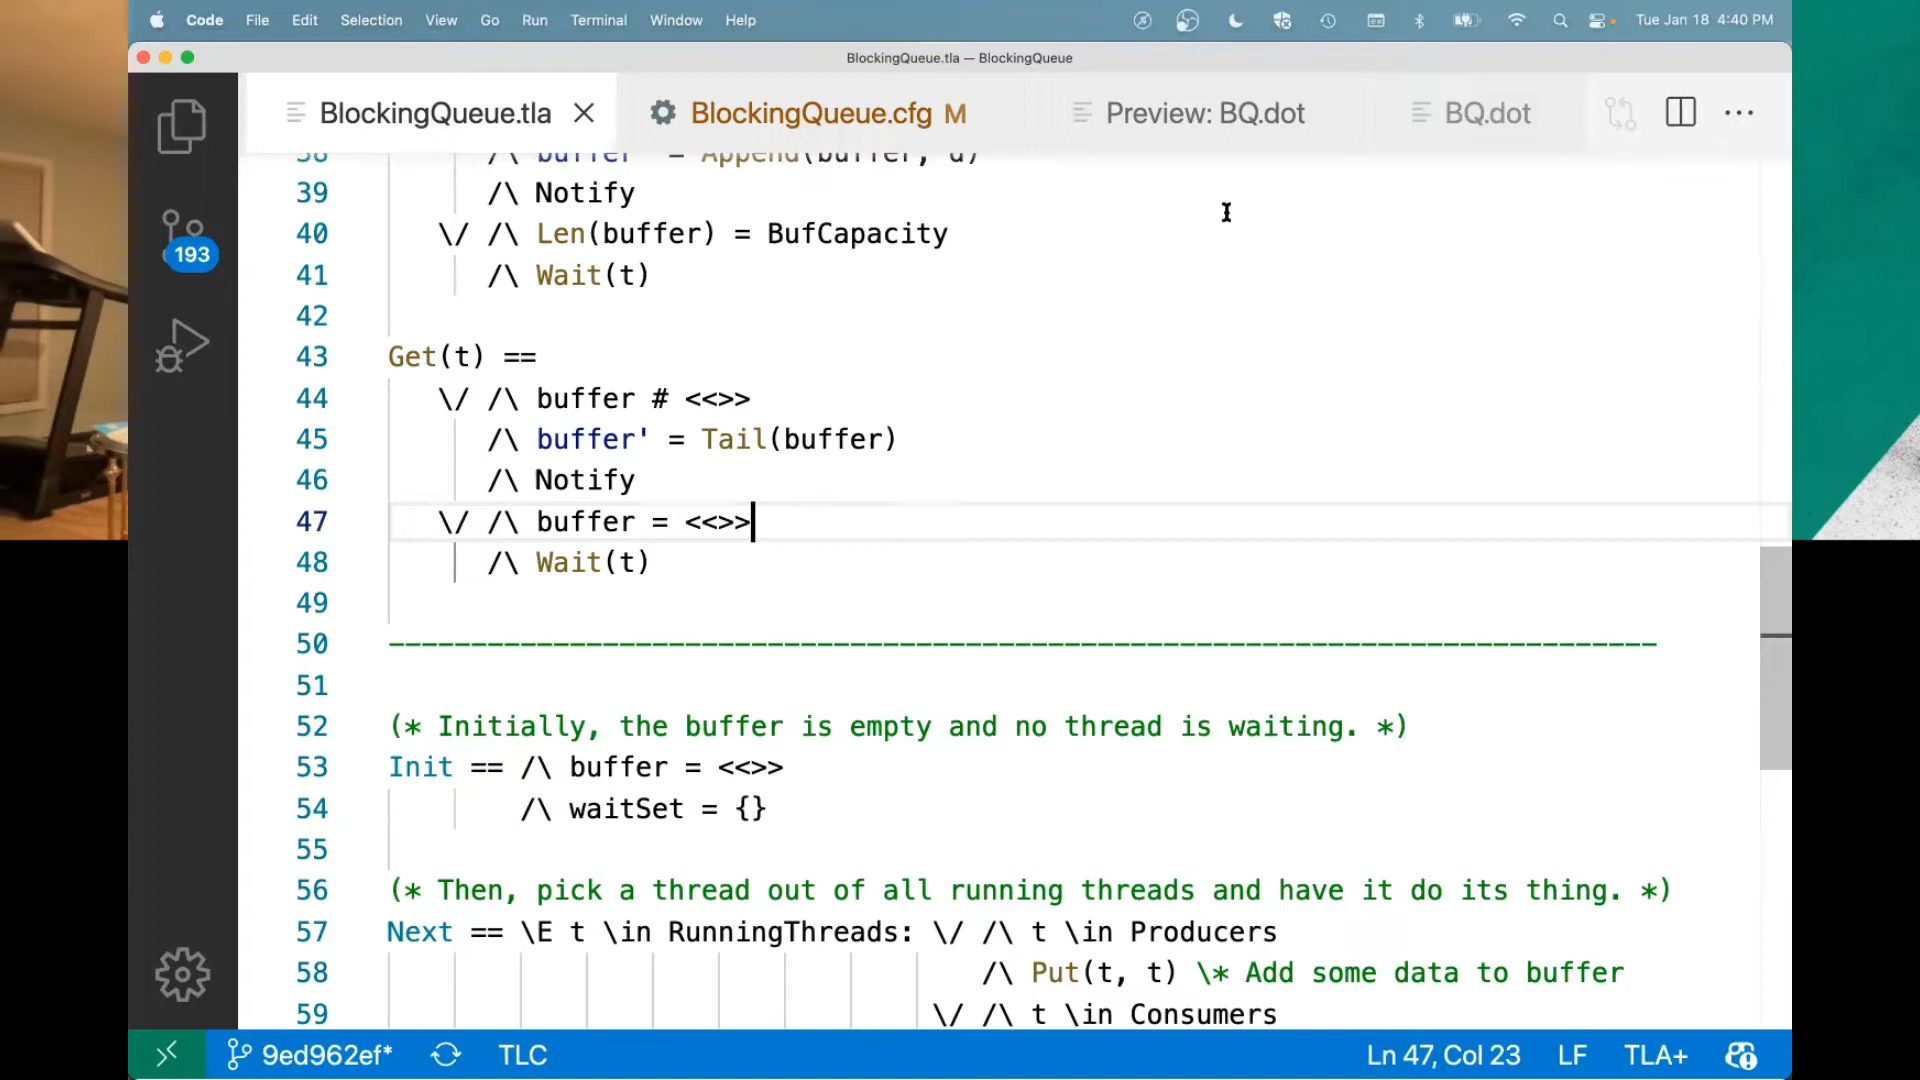 Code File Edit Selection View Go Run Terminal Window Help Tue Jan 18 4:40 PM
BlockingQueue.tla — BlockingQueue
BlockingQueue.tla BlockingQueue.cfg M Preview: BQ.dot BQ.dot
38 /\ buffer' = Append(buffer, d)
39 /\ Notify
40 \/ /\ Len(buffer) = BufCapacity
41 /\ Wait(t)
42
43 Get(t) ==
44 \/ /\ buffer # <<>>
45 /\ buffer' = Tail(buffer)
46 /\ Notify
47 \/ /\ buffer = <<>>
48 /\ Wait(t)
49
50 -----------------------------------------------------------------------------
51
52 (* Initially, the buffer is empty and no thread is waiting. *)
53 Init == /\ buffer = <<>>
54 /\ waitSet = {}
55
56 (* Then, pick a thread out of all running threads and have it do its thing. *)
57 Next == \E t \in RunningThreads: \/ /\ t \in Producers
58 /\ Put(t, t) \* Add some data to buffer
59 \/ /\ t \in Consumers
193
9ed962ef* TLC Ln 47, Col 23 LF TLA+